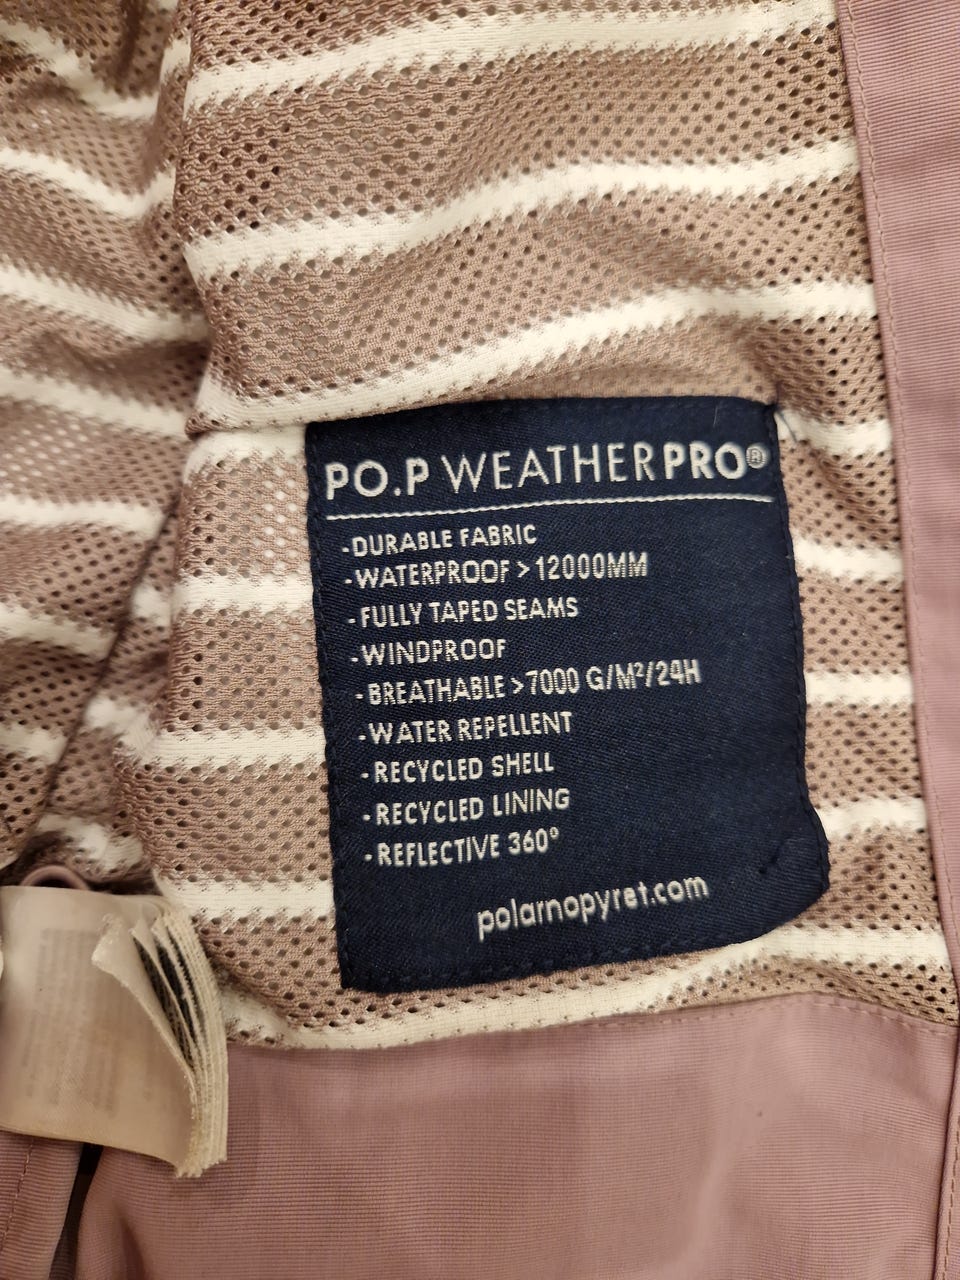 PO.P WEATHERPRO®
-DURABLE FABRIC
-WATERPROOF > 12000MM
-FULLY TAPED SEAMS
-WINDPROOF
-BREATHABLE >7000 G/M²/24H
-WATER REPELLENT
-RECYCLED SHELL
-RECYCLED LINING
-REFLECTIVE 360°
polarnopyret.com